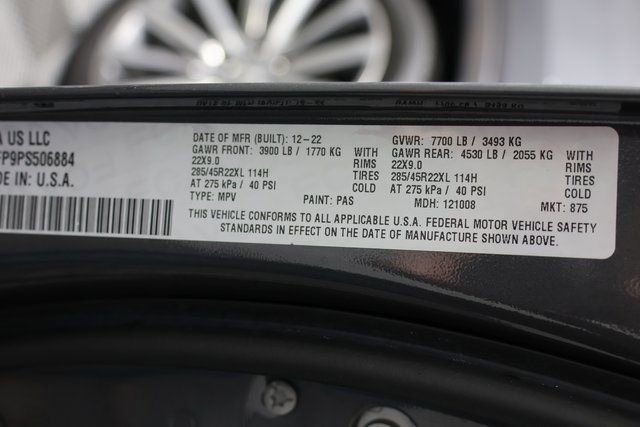 A US LLC
FP9PS506884
DE IN: U.S.A.
DATE OF MFR (BUILT): 12-22
GAWR FRONT: 3900 LB / 1770 KG WITH
22X9.0 RIMS
285/45R22XL 114H TIRES
AT 275 kPa / 40 PSI COLD
TYPE: MPV PAINT: PAS
GVWR: 7700 LB / 3493 KG
GAWR REAR: 4530 LB / 2055 KG WITH
22X9.0 RIMS
285/45R22XL 114H TIRES
AT 275 kPa / 40 PSI COLD
MDH: 121008 MKT: 875
THIS VEHICLE CONFORMS TO ALL APPLICABLE U.S.A. FEDERAL MOTOR VEHICLE SAFETY
STANDARDS IN EFFECT ON THE DATE OF MANUFACTURE SHOWN ABOVE.